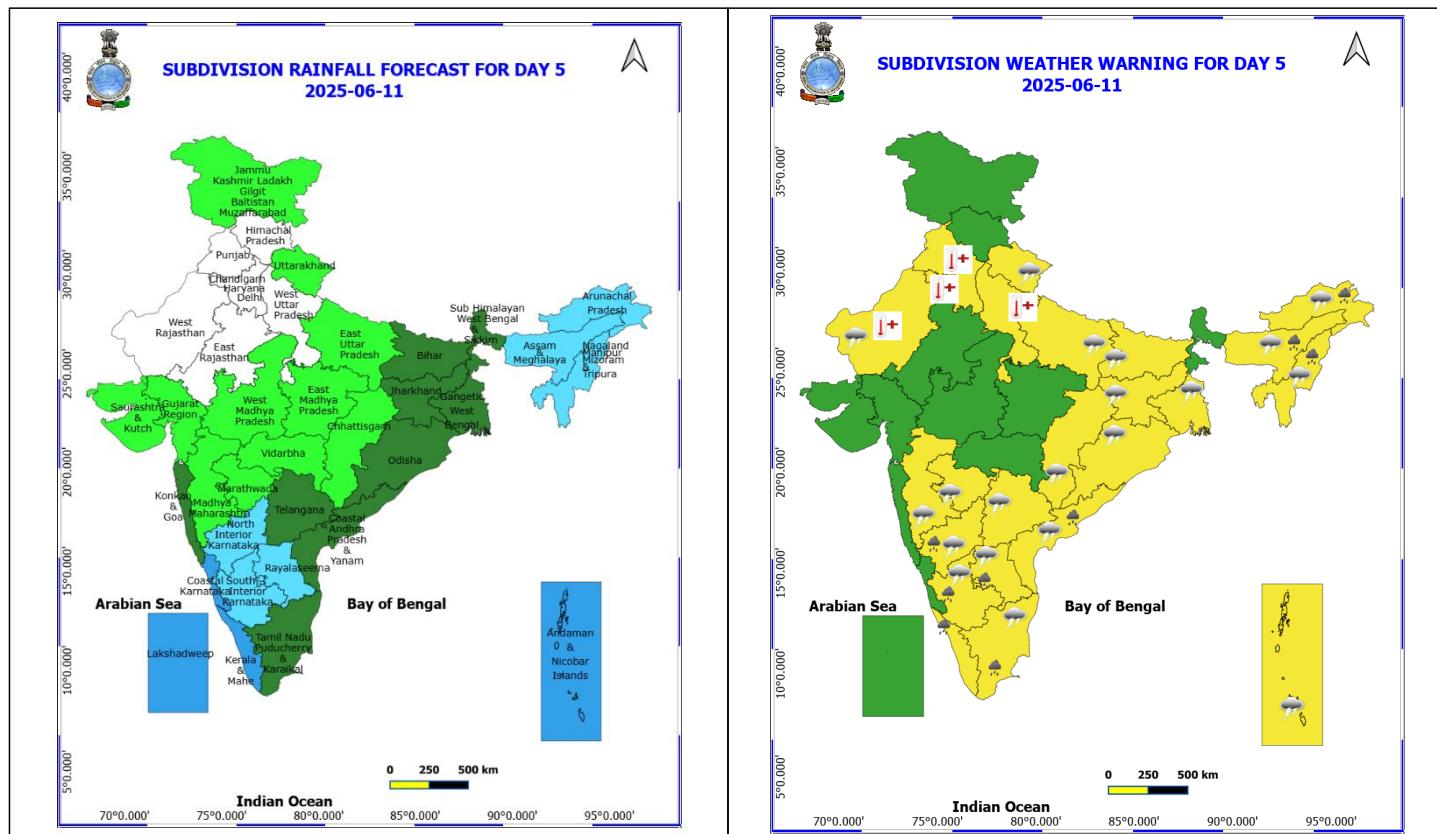 SUBDIVISION RAINFALL FORECAST FOR DAY 5
2025-06-11
40°0.000'
35°0.000'
30°0.000'
25°0.000'
20°0.000'
15°0.000'
10°0.000'
5°0.000'
Jammu
Kashmir Ladakh
Gilgit
Baltistan
Muzaffarabad
Himachal
Pradesh
Punjab
Uttarakhand
Chandigarh
Haryana
Delhi
West
Uttar
Pradesh
West
Rajasthan
East
Rajasthan
East
Uttar
Pradesh
Sub Himalayan
West Bengal
&
Sikkim
Arunachal
Pradesh
Assam
&
Meghalaya
Nagaland
Manipur
Mizoram
&
Tripura
Bihar
Jharkhand
Gangetic
West
Bengal
Saurashtra
&
Kutch
Gujarat
Region
West
Madhya
Pradesh
East
Madhya
Pradesh
Chhattisgarh
Vidarbha
Odisha
Konkan
&
Goa
Marathwada
Madhya
Maharashtra
Telangana
North
Interior
Karnataka
Coastal
Andhra
Pradesh
&
Yanam
Rayalaseema
Coastal
Karnataka
South
Interior
Karnataka
Arabian Sea
Bay of Bengal
Lakshadweep
Kerala
&
Mahe
Tamil Nadu
Puducherry
&
Karaikal
Andaman
&
Nicobar
Islands
0 250 500 km
Indian Ocean
70°0.000' 75°0.000' 80°0.000' 85°0.000' 90°0.000' 95°0.000'
SUBDIVISION WEATHER WARNING FOR DAY 5
2025-06-11
40°0.000'
35°0.000'
30°0.000'
25°0.000'
20°0.000'
15°0.000'
10°0.000'
5°0.000'
Arabian Sea
Bay of Bengal
0 250 500 km
Indian Ocean
70°0.000' 75°0.000' 80°0.000' 85°0.000' 90°0.000' 95°0.000'